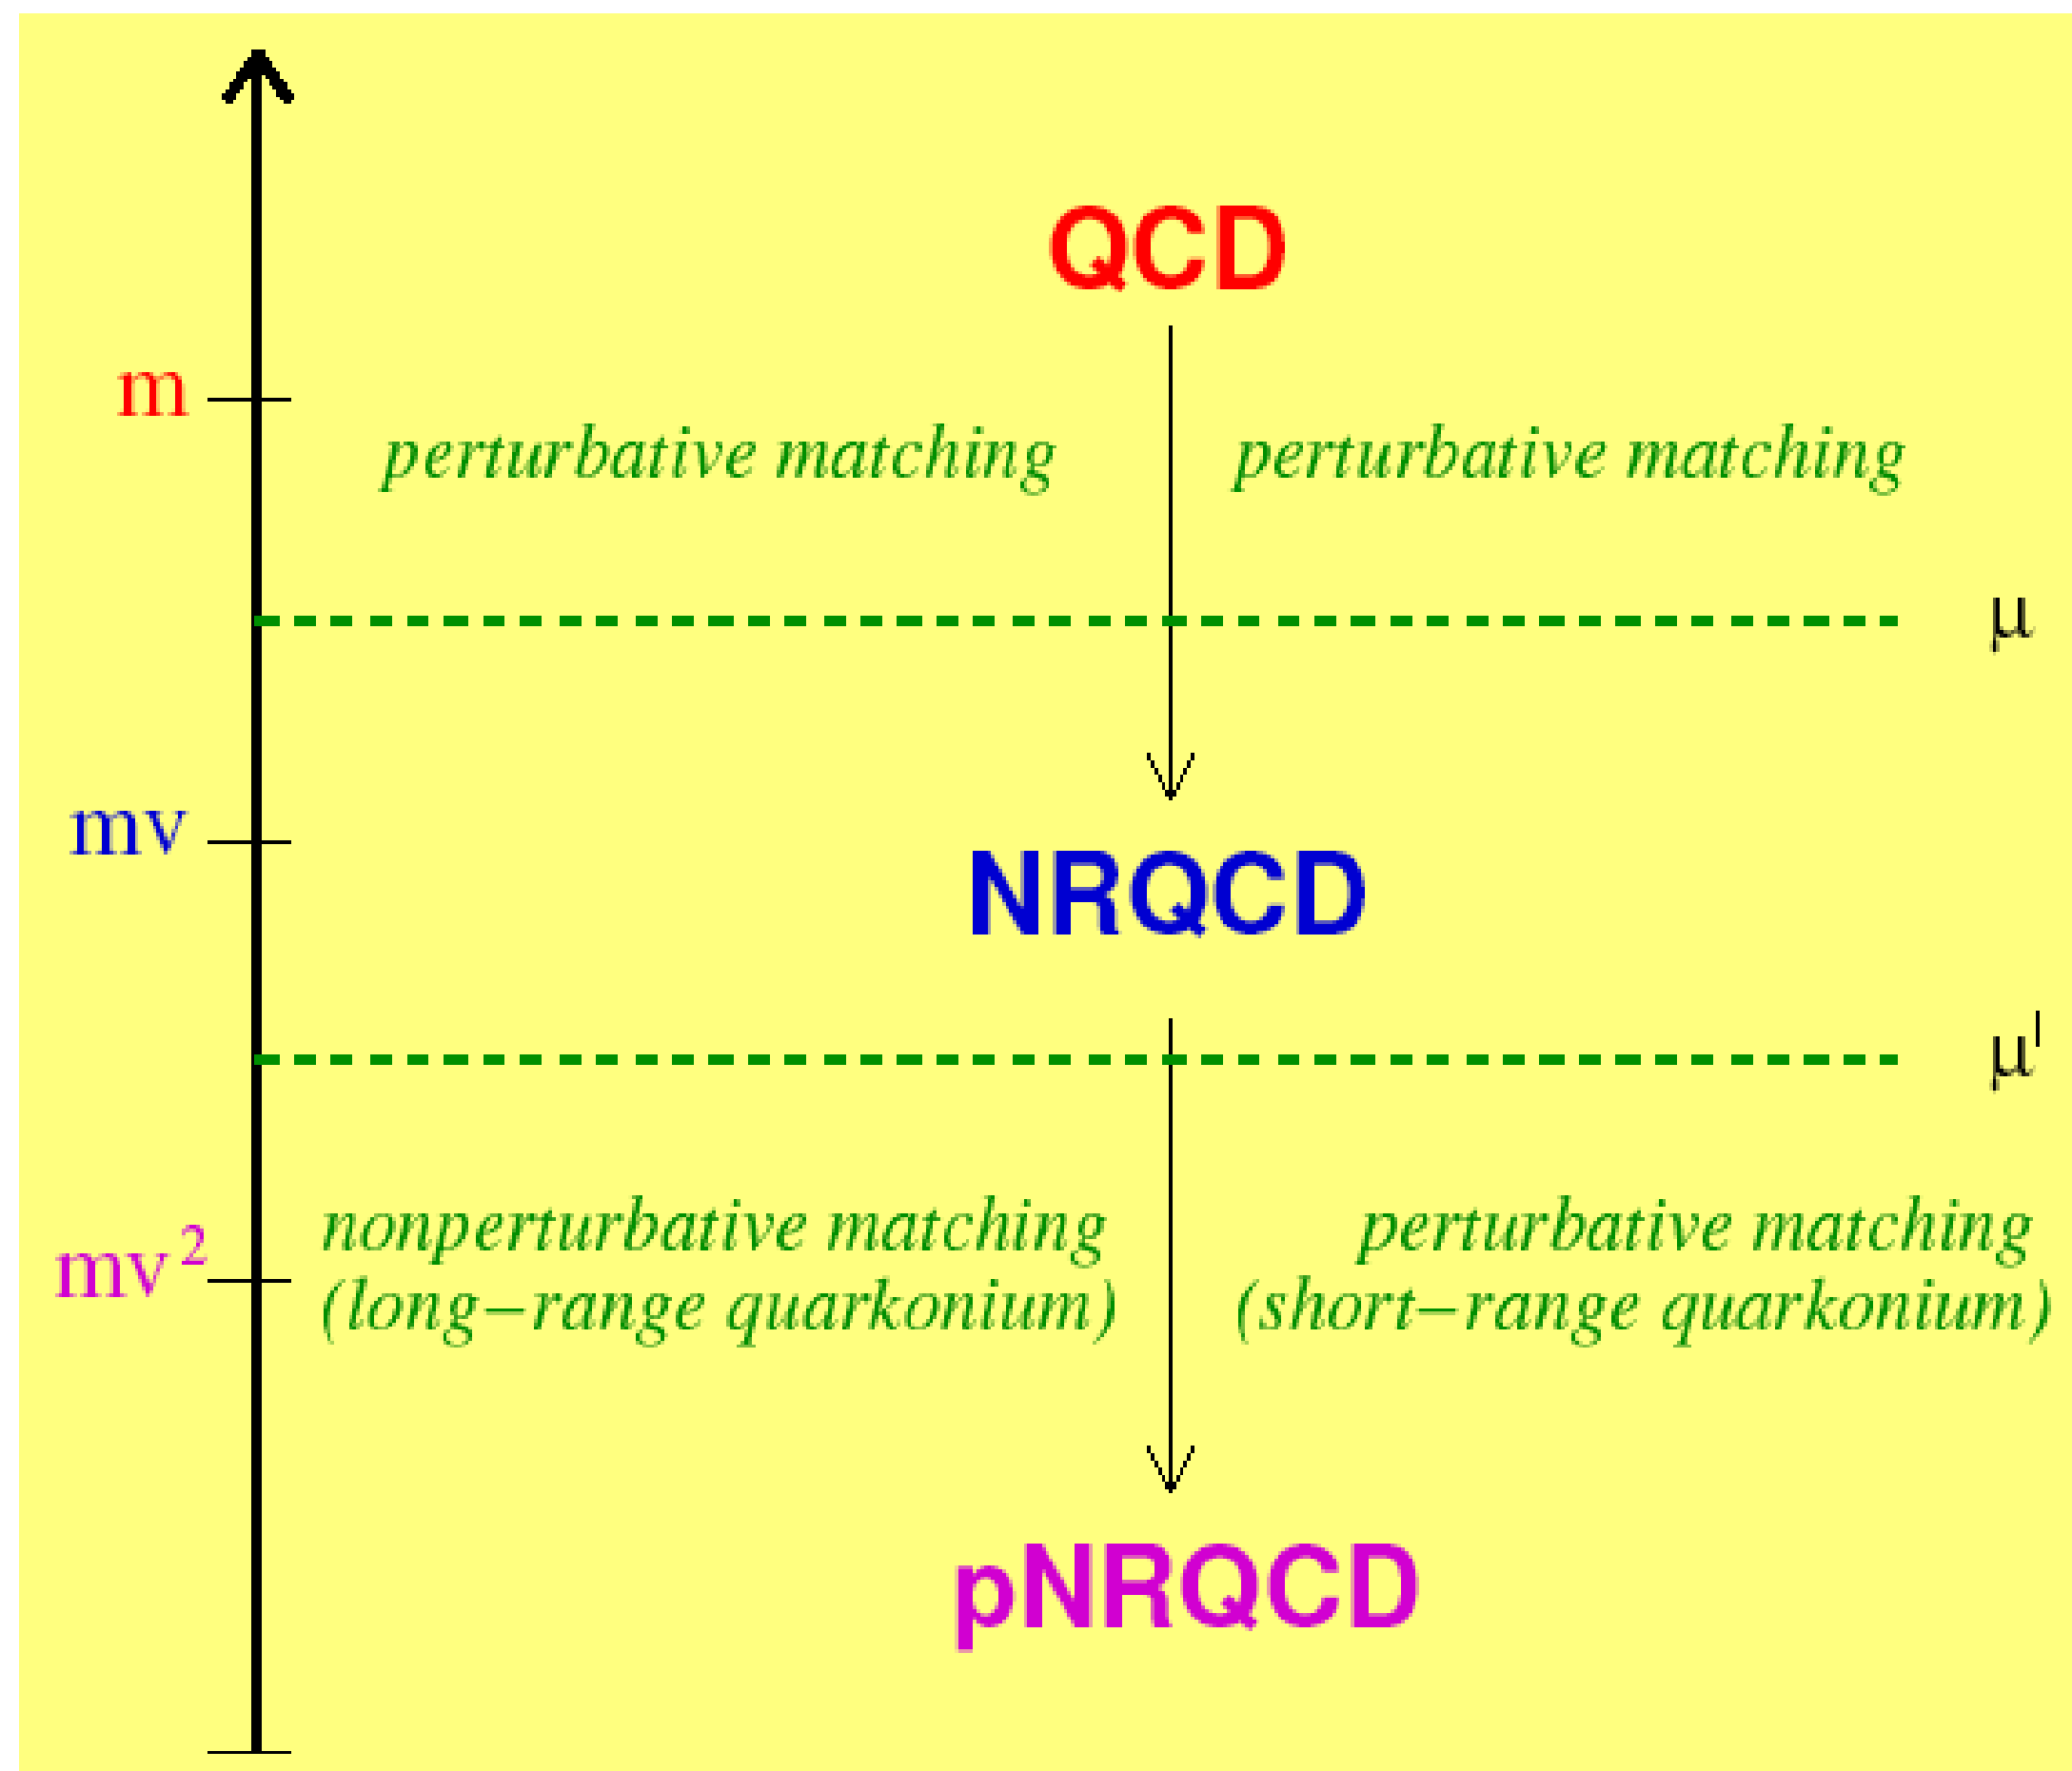 QCD
m
perturbative matching perturbative matching
μ
mv
NRQCD
μ'
mv²
nonperturbative matching perturbative matching
(long−range quarkonium) (short−range quarkonium)
pNRQCD